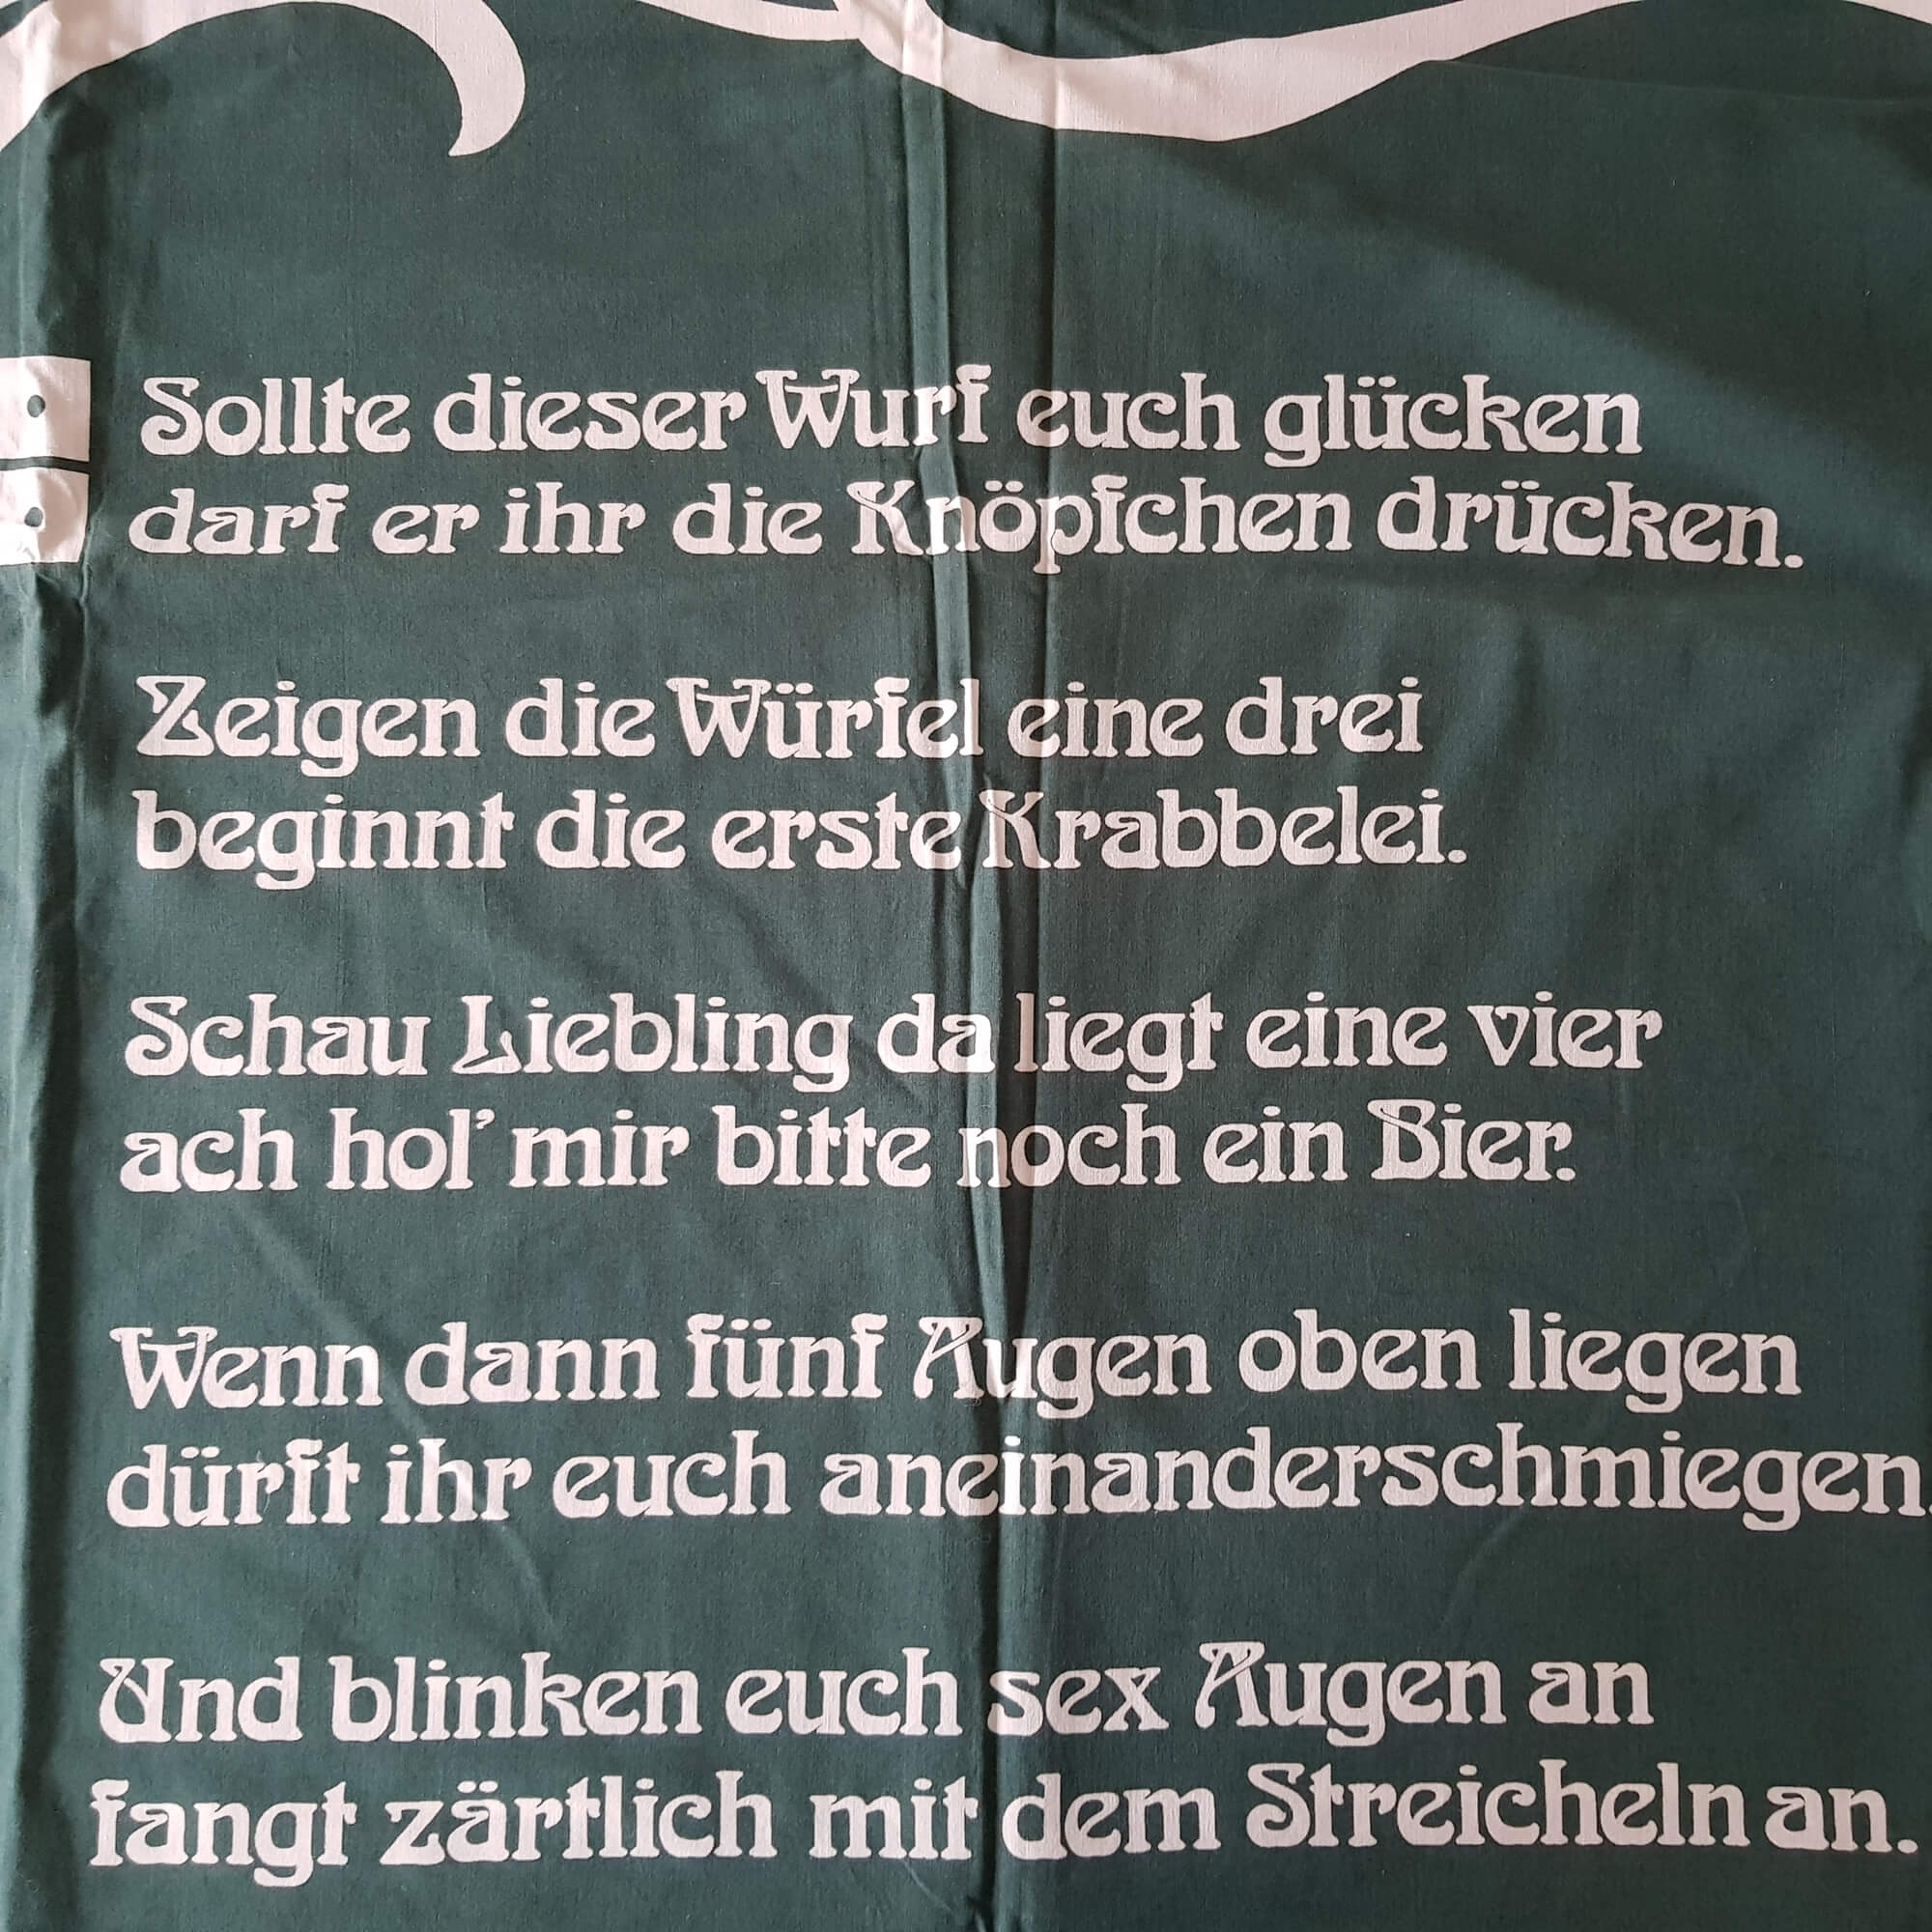 Sollte dieser Wurf euch glücken
darf er ihr die Knöpfchen drücken.
Zeigen die Würfel eine drei
beginnt die erste Krabbelei.
Schau Liebling da liegt eine vier
ach hol' mir bitte noch ein Bier.
Wenn dann fünf Augen oben liegen
dürft ihr euch aneinanderschmiegen.
Und blinken euch sex Augen an
fangt zärtlich mit dem Streicheln an.